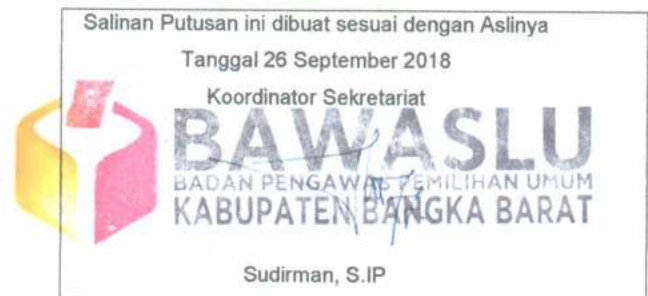 Salinan Putusan ini dibuat sesuai dengan Aslinya
Tanggal 26 September 2018
Koordinator Sekretariat
BAWASLU
BADAN PENGAWAS PEMILIHAN UMUM
KABUPATEN BANGKA BARAT
Sudirman, S.IP